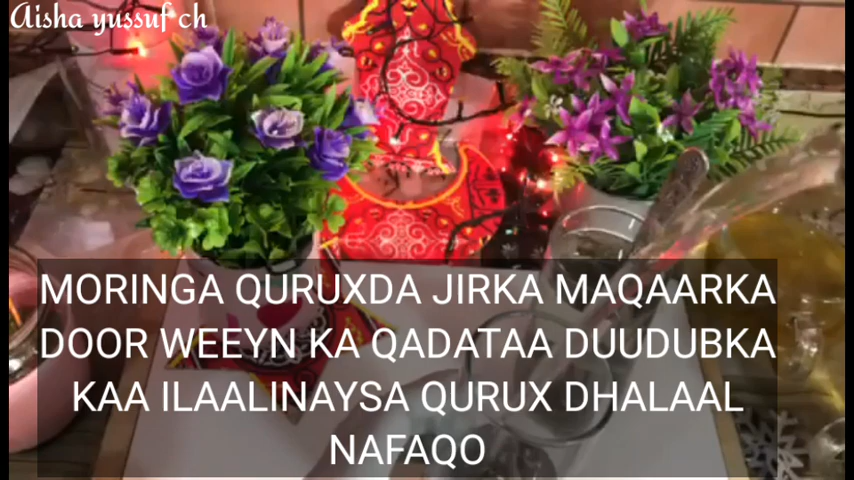 Aisha yussuf ch
MORINGA QURUXDA JIRKA MAQAARKA
DOOR WEEYN KA QADATAA DUUDUBKA
KAA ILAALINAYSA QURUX DHALAAL
NAFAQO